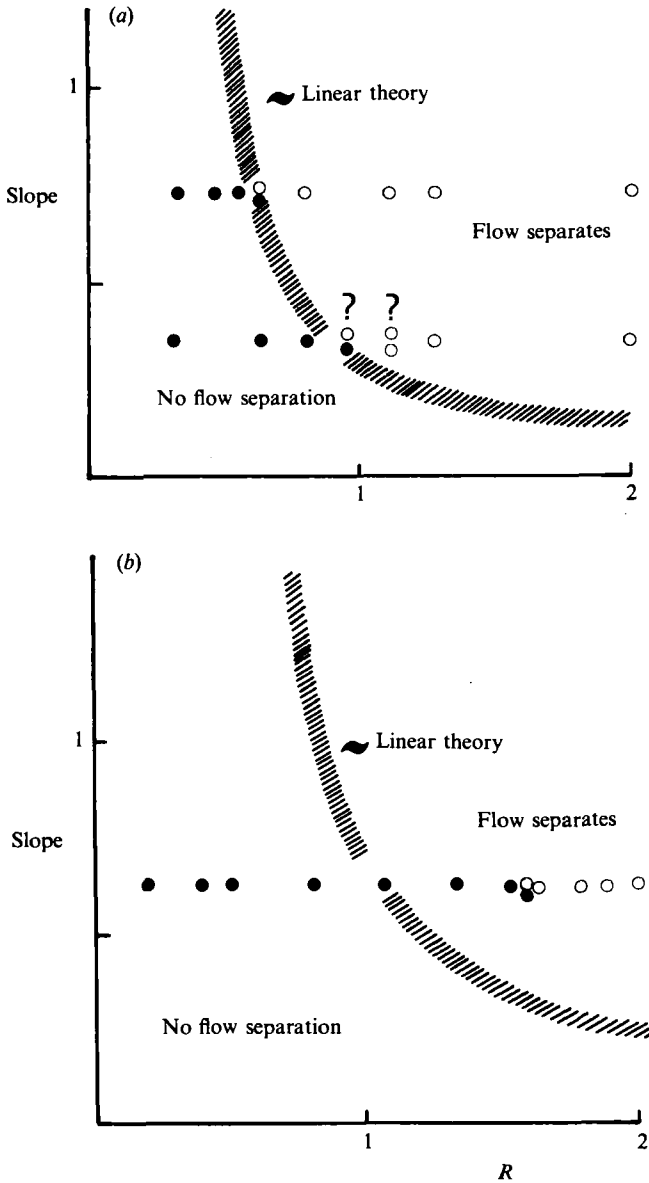 (a)
1
Linear theory
Slope
Flow separates
? ?
No flow separation
1 2
(b)
1
Linear theory
Flow separates
Slope
No flow separation
1 2
R